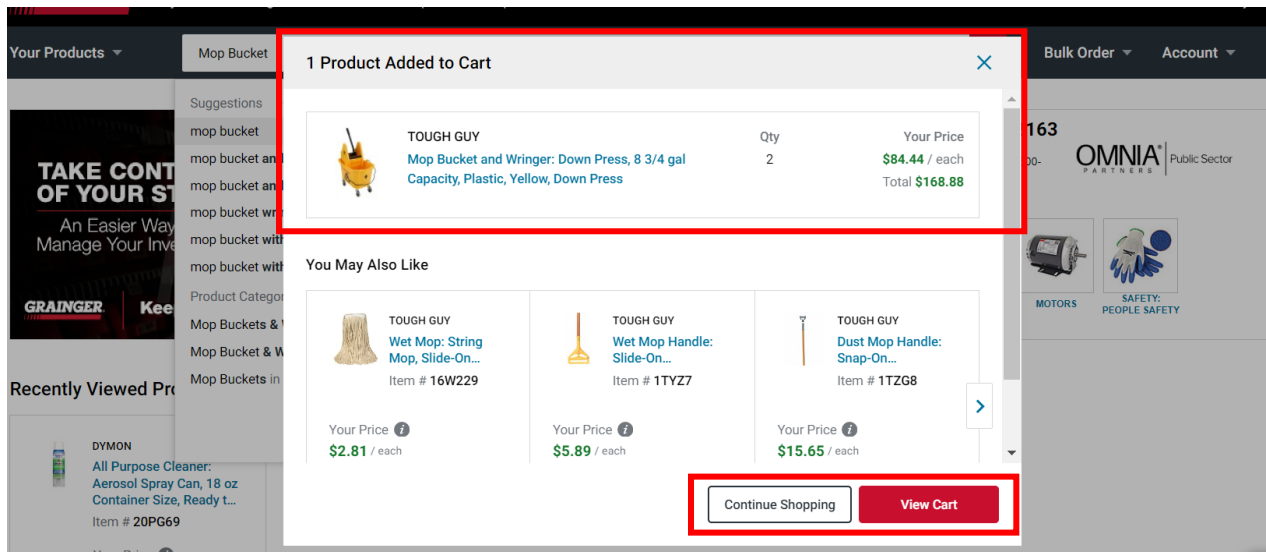 Your Products
Mop Bucket
Bulk Order
Account
1 Product Added to Cart
TOUGH GUY
Mop Bucket and Wringer: Down Press, 8 3/4 gal
Capacity, Plastic, Yellow, Down Press
Qty
2
Your Price
$84.44 / each
Total $168.88
Suggestions
mop bucket
mop bucket an
mop bucket an
mop bucket wr
mop bucket with
mop bucket with
Product Categor
Mop Buckets &
Mop Bucket & W
Mop Buckets in
TAKE CONT
OF YOUR ST
An Easier Way
Manage Your Inve
GRAINGER
Kee
163
00-
OMNIA
PARTNERS
Public Sector
MOTORS
SAFETY:
PEOPLE SAFETY
You May Also Like
TOUGH GUY
Wet Mop: String
Mop, Slide-On...
Item # 16W229
Your Price
$2.81 / each
TOUGH GUY
Wet Mop Handle:
Slide-On...
Item # 1TYZ7
Your Price
$5.89 / each
TOUGH GUY
Dust Mop Handle:
Snap-On...
Item # 1TZG8
Your Price
$15.65 / each
Continue Shopping
View Cart
Recently Viewed Pro
DYMON
All Purpose Cleaner:
Aerosol Spray Can, 18 oz
Container Size, Ready t...
Item # 20PG69